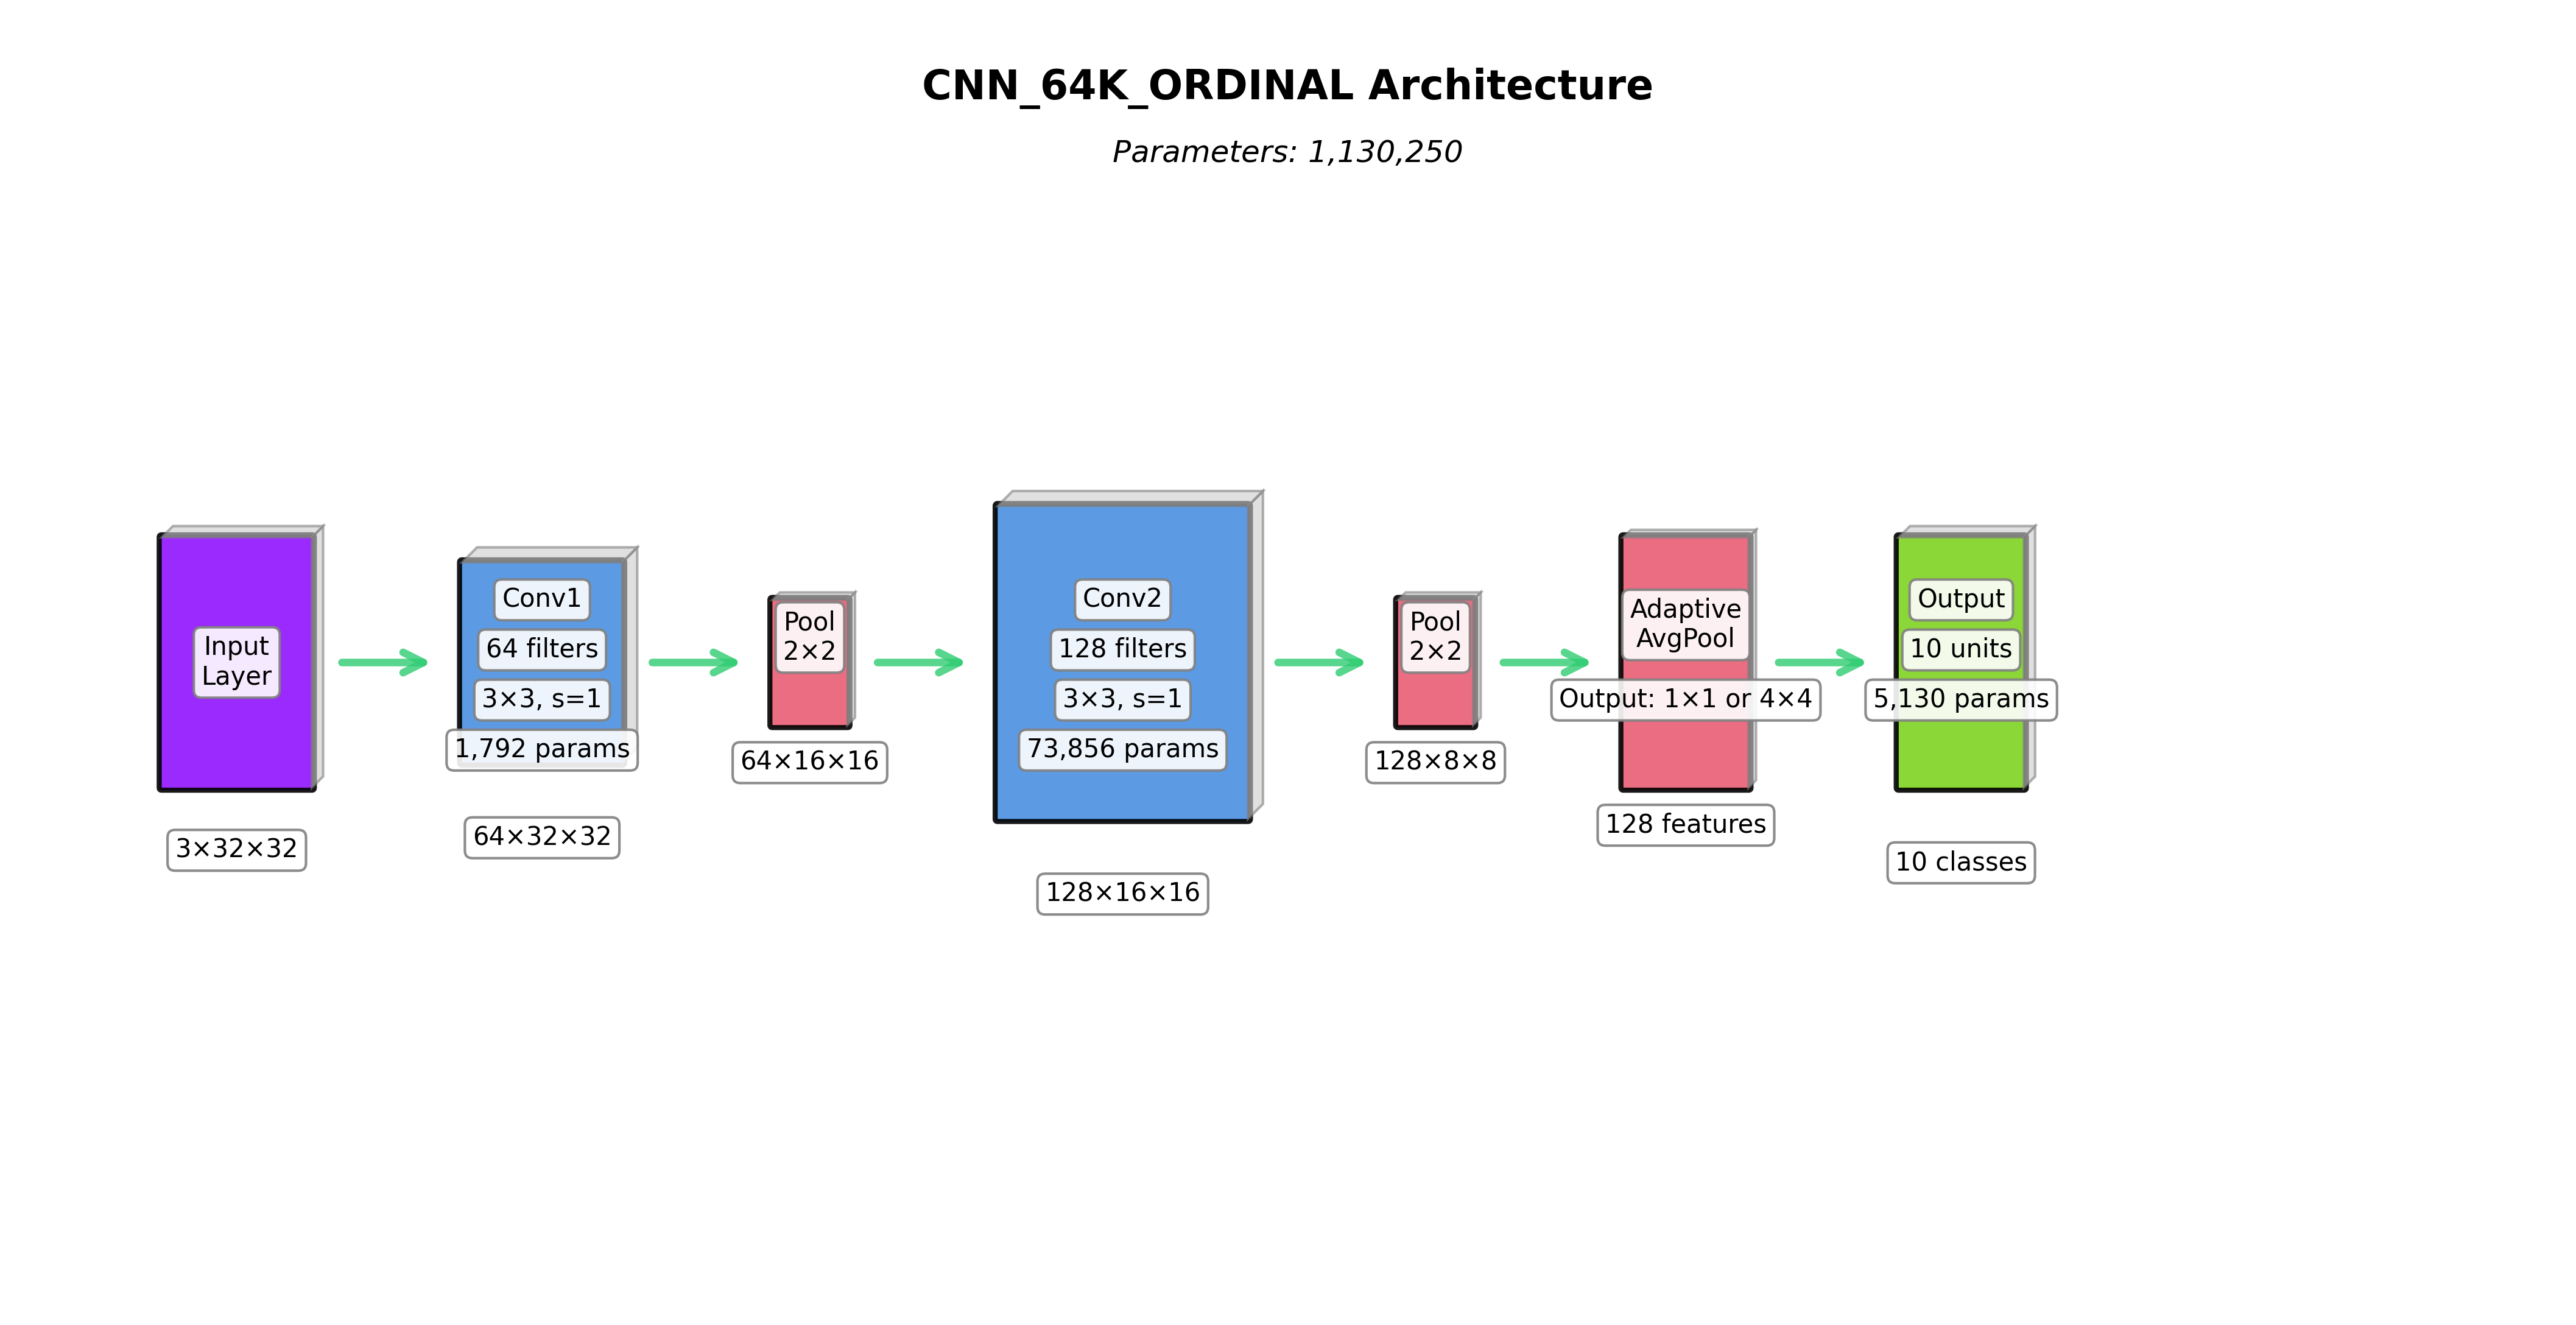 CNN_64K_ORDINAL Architecture
Parameters: 1,130,250
Input
Layer
3×32×32
Conv1
64 filters
3×3, s=1
1,792 params
64×32×32
Pool
2×2
64×16×16
Conv2
128 filters
3×3, s=1
73,856 params
128×16×16
Pool
2×2
128×8×8
Adaptive
AvgPool
Output: 1×1 or 4×4
128 features
Output
10 units
5,130 params
10 classes